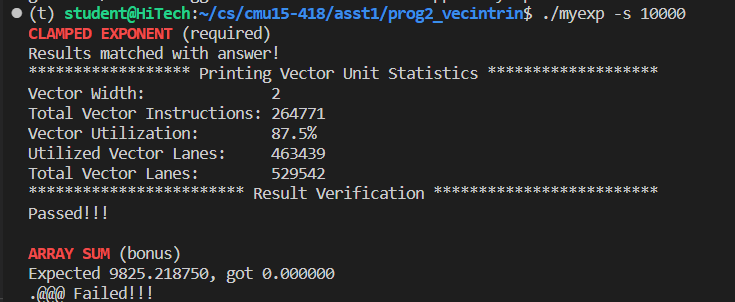 (t) student@HiTech:~/cs/cmu15-418/asst1/prog2_vecintrin$ ./myexp -s 10000
CLAMPED EXPONENT (required)
Results matched with answer!
****************** Printing Vector Unit Statistics *******************
Vector Width:              2
Total Vector Instructions: 264771
Vector Utilization:        87.5%
Utilized Vector Lanes:     463439
Total Vector Lanes:        529542
************************ Result Verification *************************
Passed!!!

ARRAY SUM (bonus)
Expected 9825.218750, got 0.000000
.@@@ Failed!!!